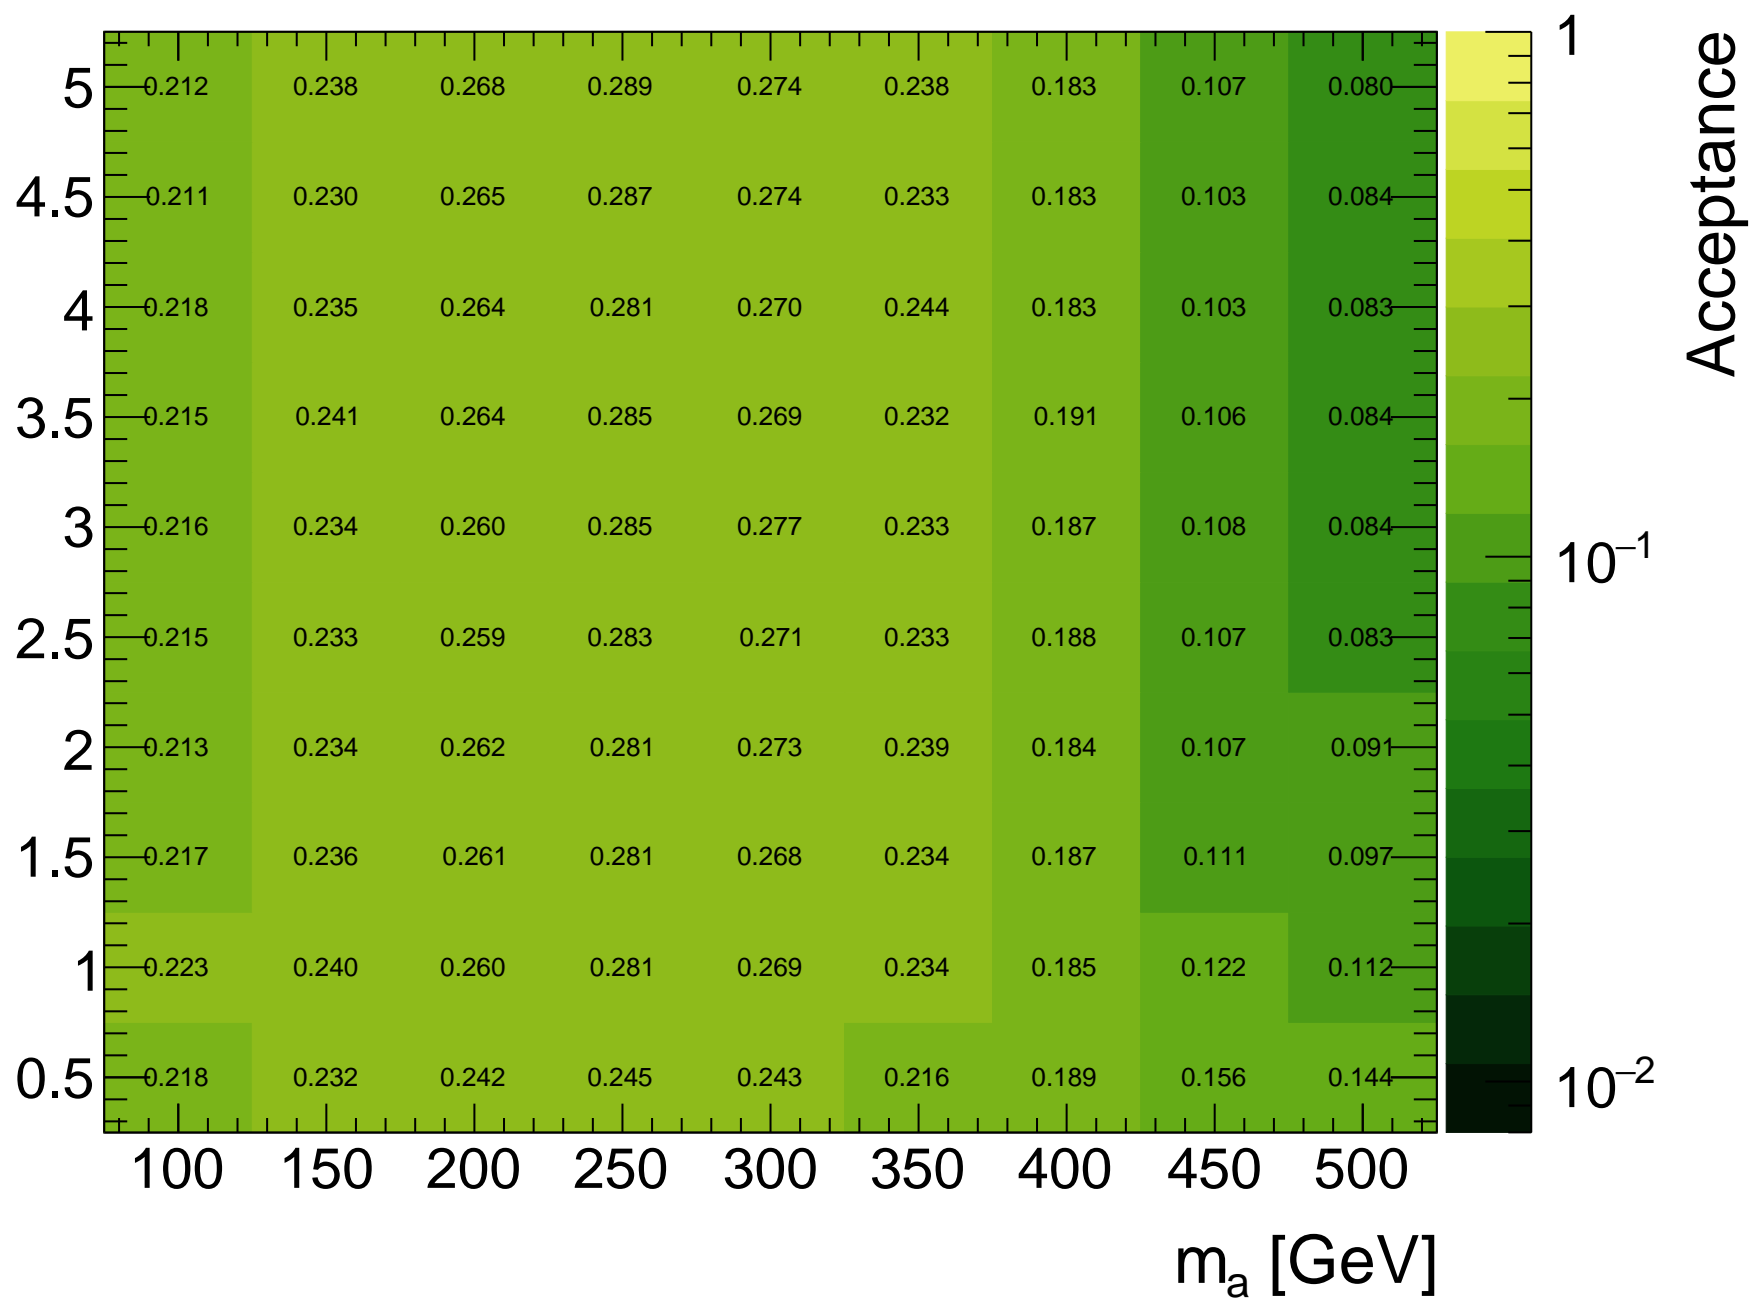 5 0.212 0.238 0.268 0.289 0.274 0.238 0.183 0.107 0.080
4.5 0.211 0.230 0.265 0.287 0.274 0.233 0.183 0.103 0.084
4 0.218 0.235 0.264 0.281 0.270 0.244 0.183 0.103 0.083
3.5 0.215 0.241 0.264 0.285 0.269 0.232 0.191 0.106 0.084
3 0.216 0.234 0.260 0.285 0.277 0.233 0.187 0.108 0.084
2.5 0.215 0.233 0.259 0.283 0.271 0.233 0.188 0.107 0.083
2 0.213 0.234 0.262 0.281 0.273 0.239 0.184 0.107 0.091
1.5 0.217 0.236 0.261 0.281 0.268 0.234 0.187 0.111 0.097
1 0.223 0.240 0.260 0.281 0.269 0.234 0.185 0.122 0.112
0.5 0.218 0.232 0.242 0.245 0.243 0.216 0.189 0.156 0.144
100 150 200 250 300 350 400 450 500
mₐ [GeV]
1
10⁻¹
10⁻²
Acceptance